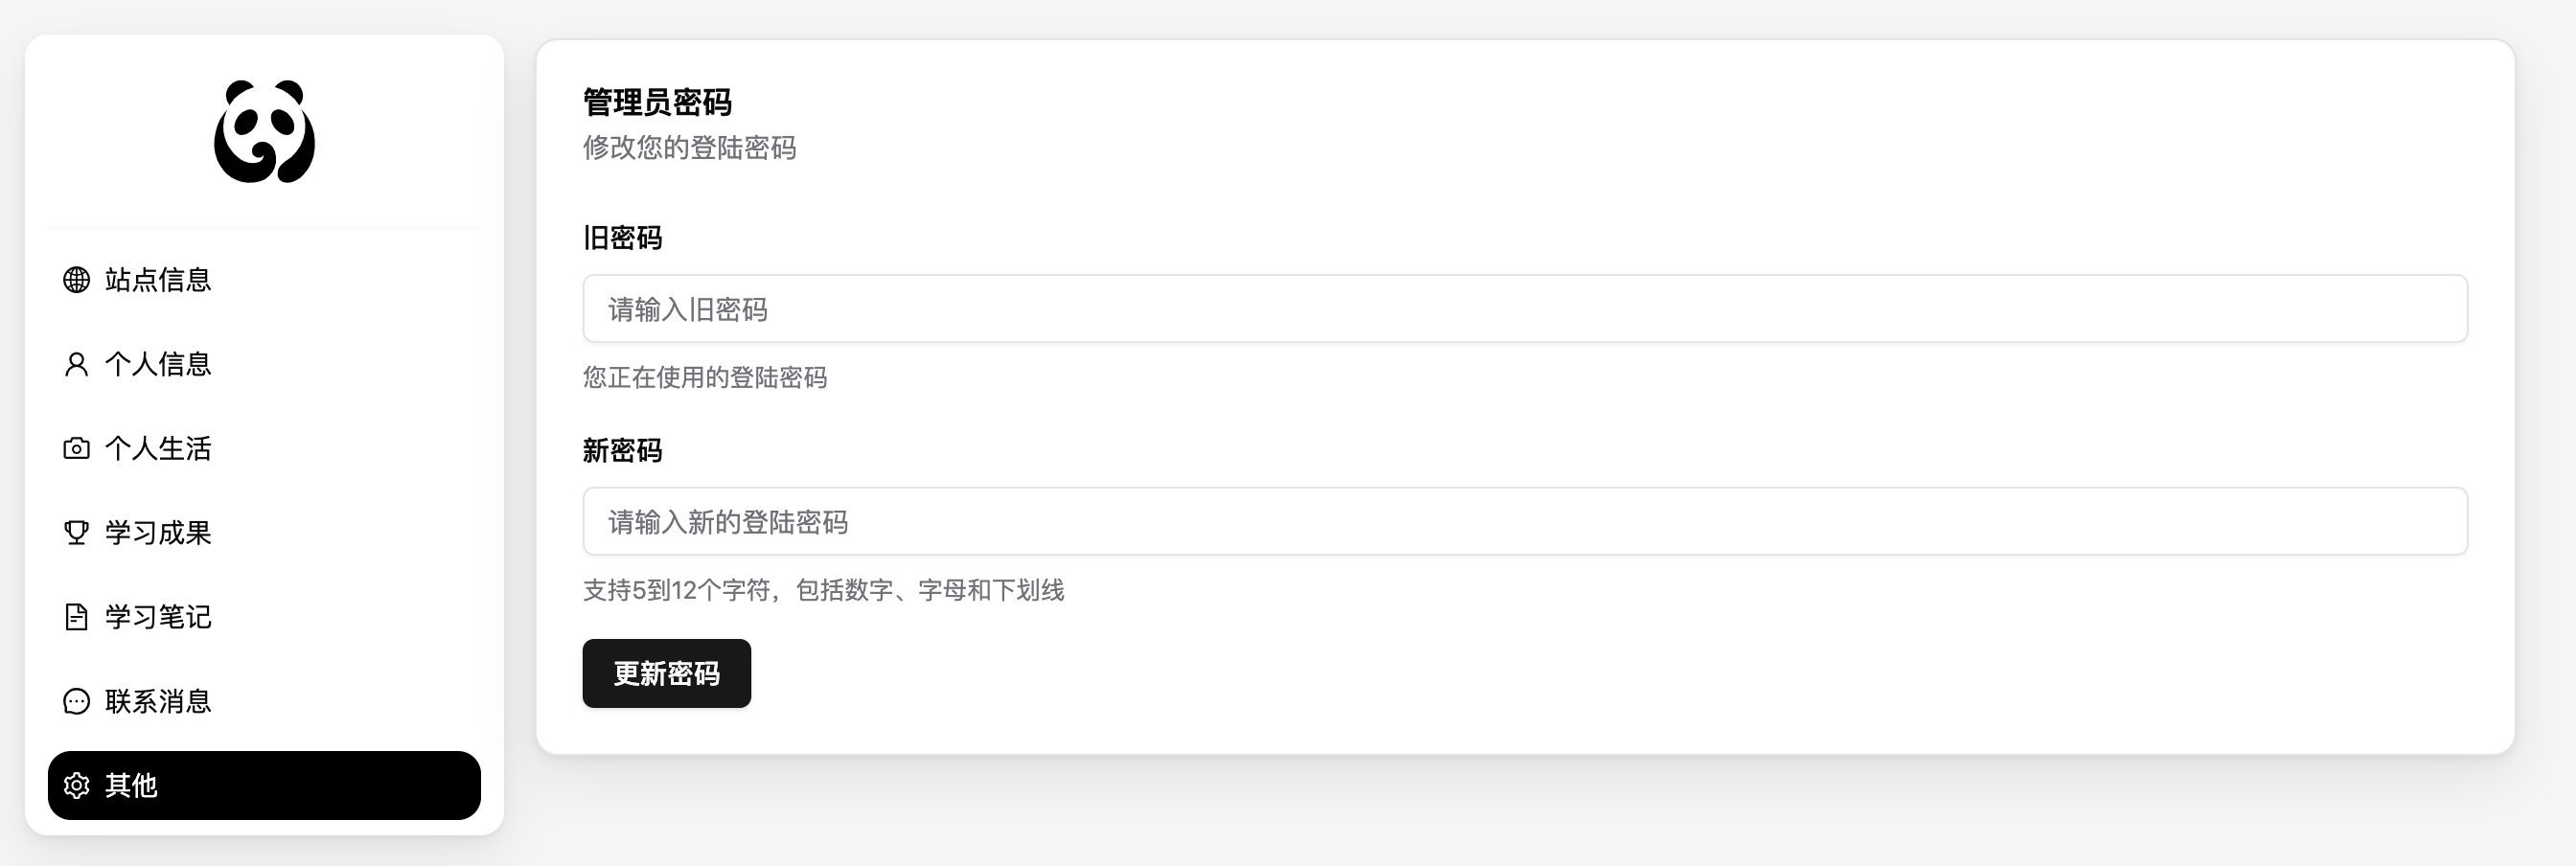 站点信息
个人信息
个人生活
学习成果
学习笔记
联系消息
其他
管理员密码
修改您的登陆密码
旧密码
请输入旧密码
您正在使用的登陆密码
新密码
请输入新的登陆密码
支持5到12个字符，包括数字、字母和下划线
更新密码